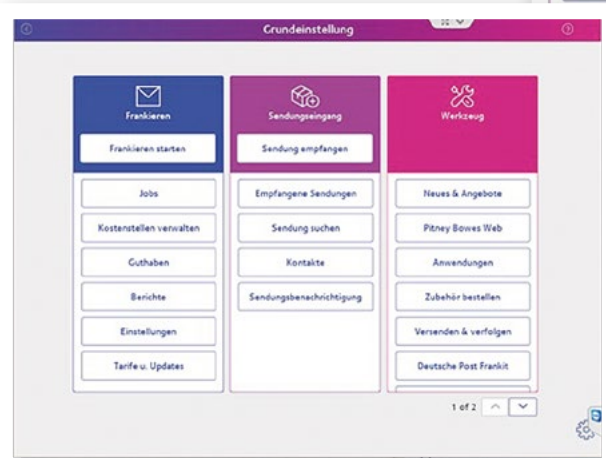 Grundeinstellung
Frankieren
Frankieren starten
Jobs
Kostenstellen verwalten
Guthaben
Berichte
Einstellungen
Tarife u. Updates
Sendungseingang
Sendung empfangen
Empfangene Sendungen
Sendung suchen
Kontakte
Sendungsbenachrichtigung
Werkzeug
Neues & Angebote
Pitney Bowes Web
Anwendungen
Zubehör bestellen
Versenden & verfolgen
Deutsche Post Frankit
1 of 2